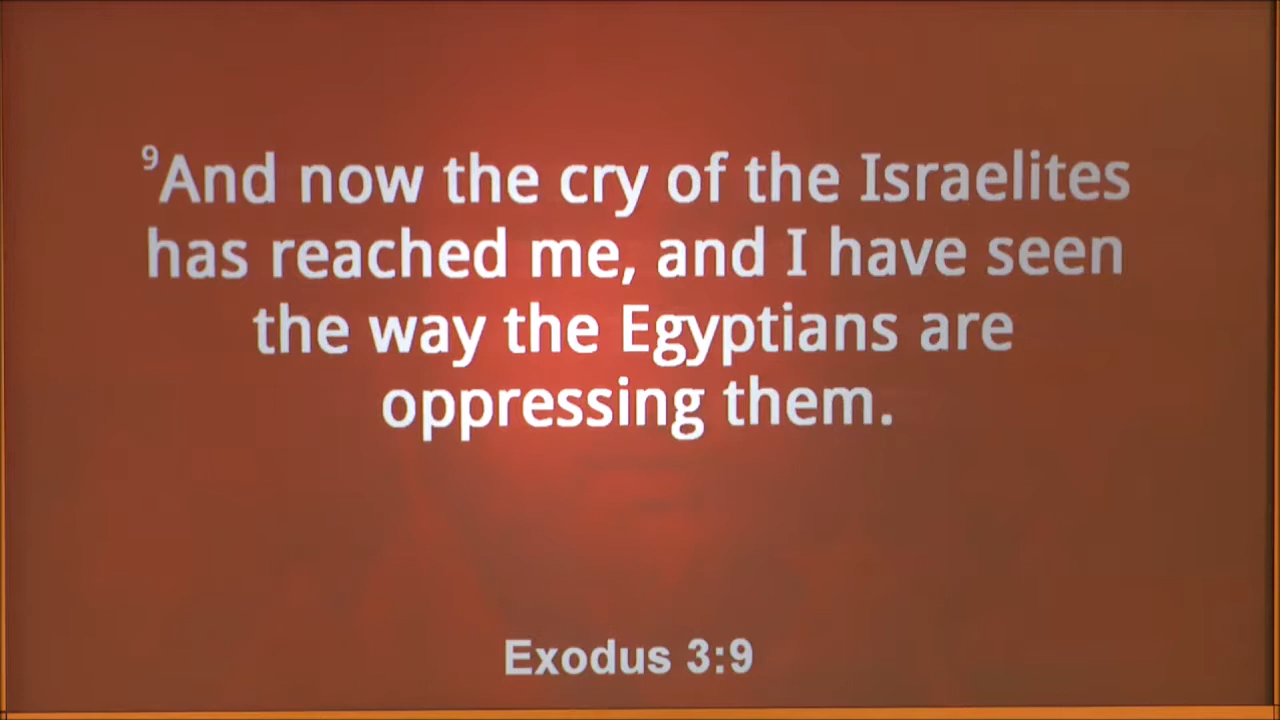 ⁹And now the cry of the Israelites
has reached me, and I have seen
the way the Egyptians are
oppressing them.
Exodus 3:9